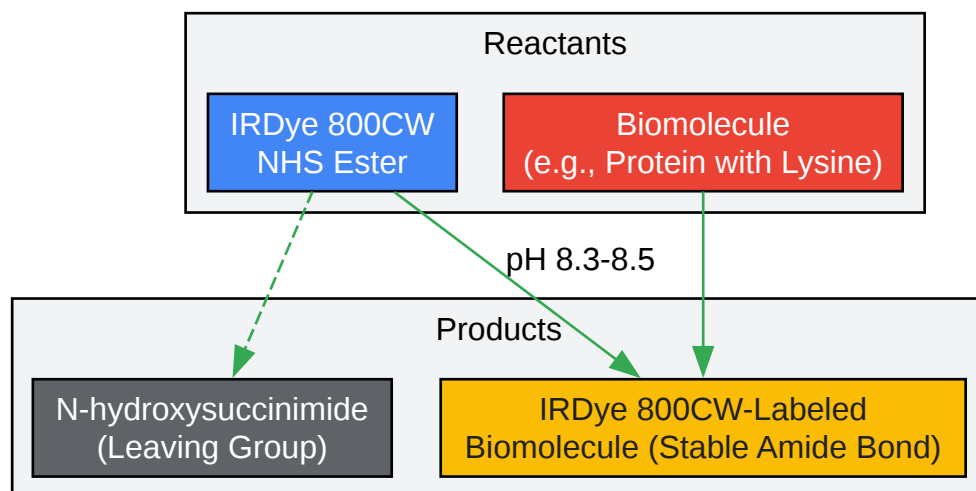 Reactants
IRDye 800CW
NHS Ester
Biomolecule
(e.g., Protein with Lysine)
pH 8.3-8.5
Products
N-hydroxysuccinimide
(Leaving Group)
IRDye 800CW-Labeled
Biomolecule (Stable Amide Bond)